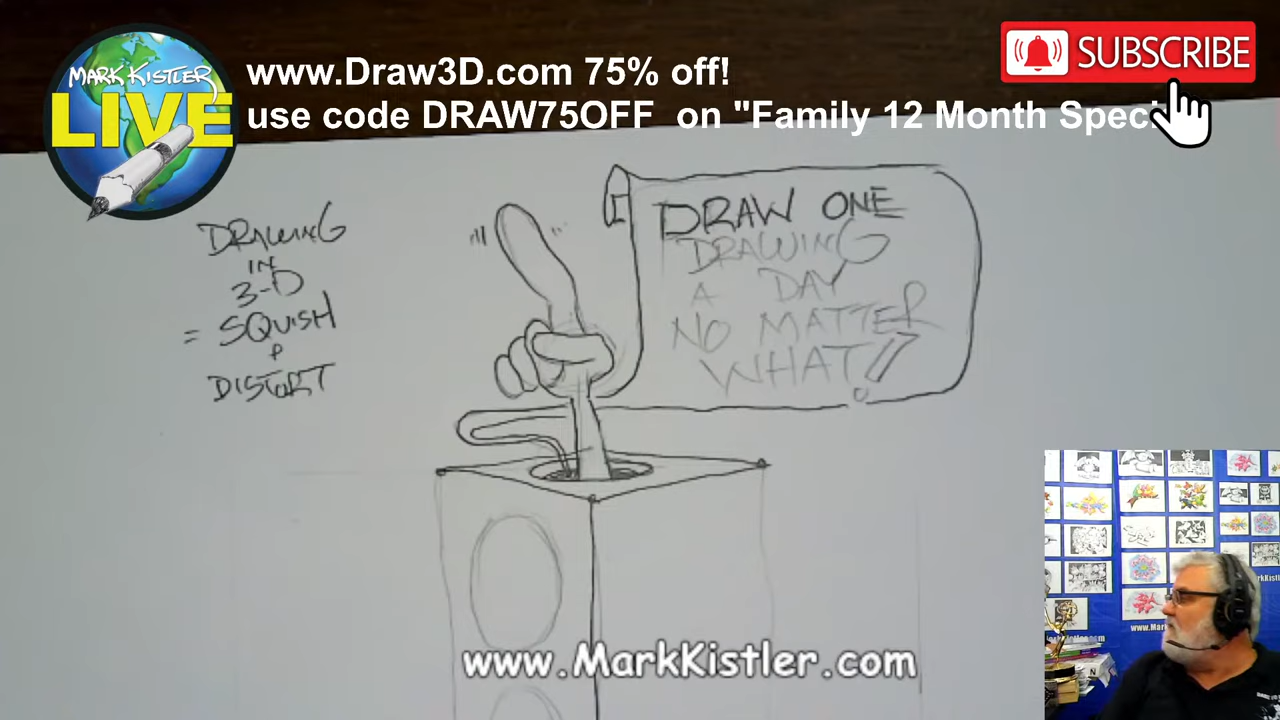 MARK KISTLER
LIVE
www.Draw3D.com 75% off!
use code DRAW75OFF on "Family 12 Month Speci
SUBSCRIBE
DRAWING
IN
3-D
= SQUISH
&
DISTORT
DRAW ONE
DRAWING
A DAY
NO MATTER
WHAT!!
www.MarkKistler.com